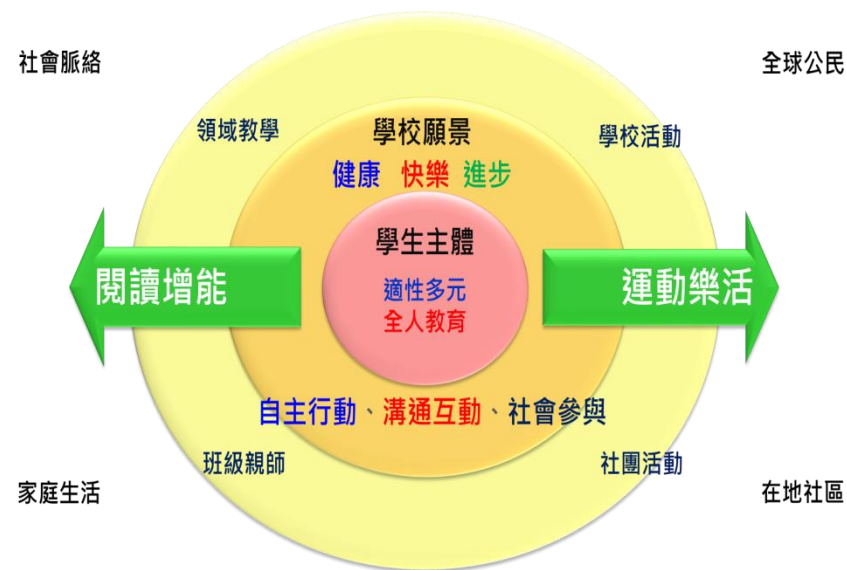 社會脈絡
全球公民
領域教學
學校願景
學校活動
健康 快樂 進步
學生主體
閱讀增能
適性多元
全人教育
運動樂活
自主行動、溝通互動、社會參與
班級親師
社團活動
家庭生活
在地社區